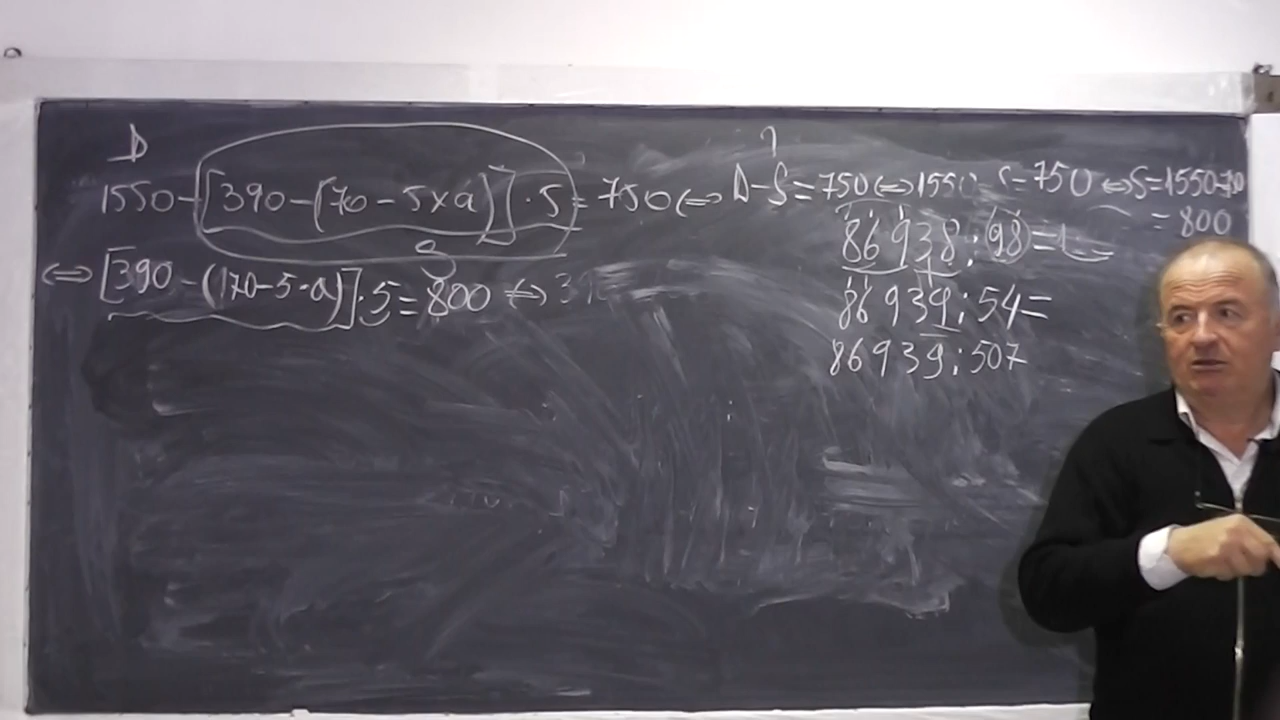 D
1550-[390-(70-5×a)]·5=750⇔ D-S=750⇔1550 S=750 ⇔S=1550-750
=800
S
86938:98=
⇔[390-(170-5·a)]·5=800 ⇔ 3
86939:54=
86939:507